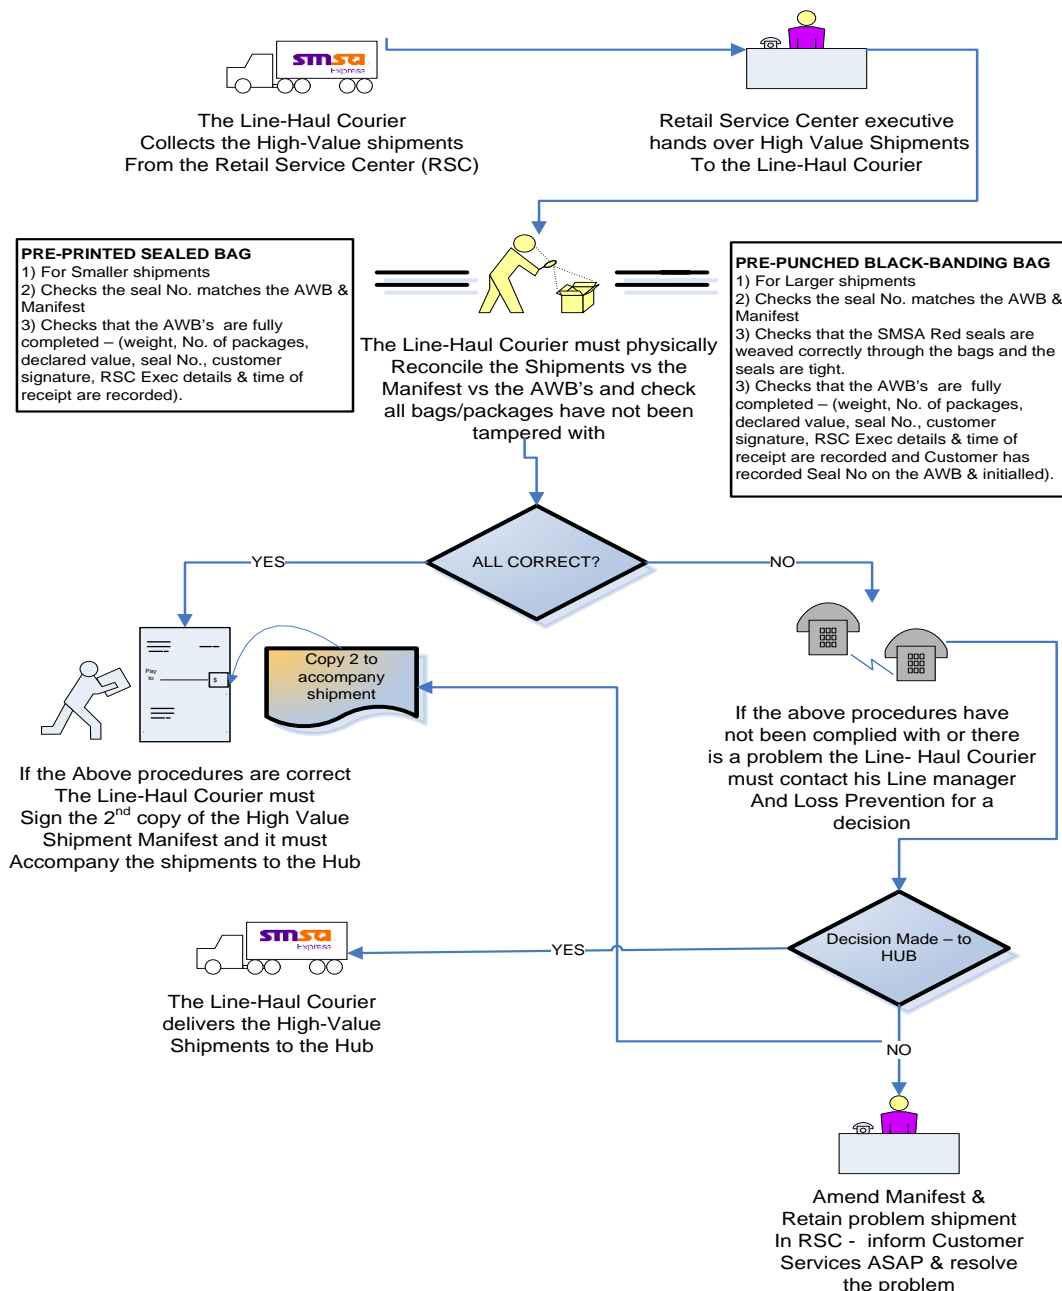 smsa
Express
The Line-Haul Courier
Collects the High-Value shipments
From the Retail Service Center (RSC)
Retail Service Center executive
hands over High Value Shipments
To the Line-Haul Courier
PRE-PRINTED SEALED BAG
1) For Smaller shipments
2) Checks the seal No. matches the AWB &
Manifest
3) Checks that the AWB's are fully
completed – (weight, No. of packages,
declared value, seal No., customer
signature, RSC Exec details & time of
receipt are recorded).
The Line-Haul Courier must physically
Reconcile the Shipments vs the
Manifest vs the AWB's and check
all bags/packages have not been
tampered with
PRE-PUNCHED BLACK-BANDING BAG
1) For Larger shipments
2) Checks the seal No. matches the AWB &
Manifest
3) Checks that the SMSA Red seals are
weaved correctly through the bags and the
seals are tight.
3) Checks that the AWB's are fully
completed – (weight, No. of packages,
declared value, seal No., customer
signature, RSC Exec details & time of
receipt are recorded and Customer has
recorded Seal No on the AWB & initialled).
ALL CORRECT?
YES
NO
Pay
to
$
Copy 2 to
accompany
shipment
If the Above procedures are correct
The Line-Haul Courier must
Sign the 2nd copy of the High Value
Shipment Manifest and it must
Accompany the shipments to the Hub
If the above procedures have
not been complied with or there
is a problem the Line- Haul Courier
must contact his Line manager
And Loss Prevention for a
decision
Decision Made – to
HUB
YES
NO
smsa
Express
The Line-Haul Courier
delivers the High-Value
Shipments to the Hub
Amend Manifest &
Retain problem shipment
In RSC - inform Customer
Services ASAP & resolve
the problem